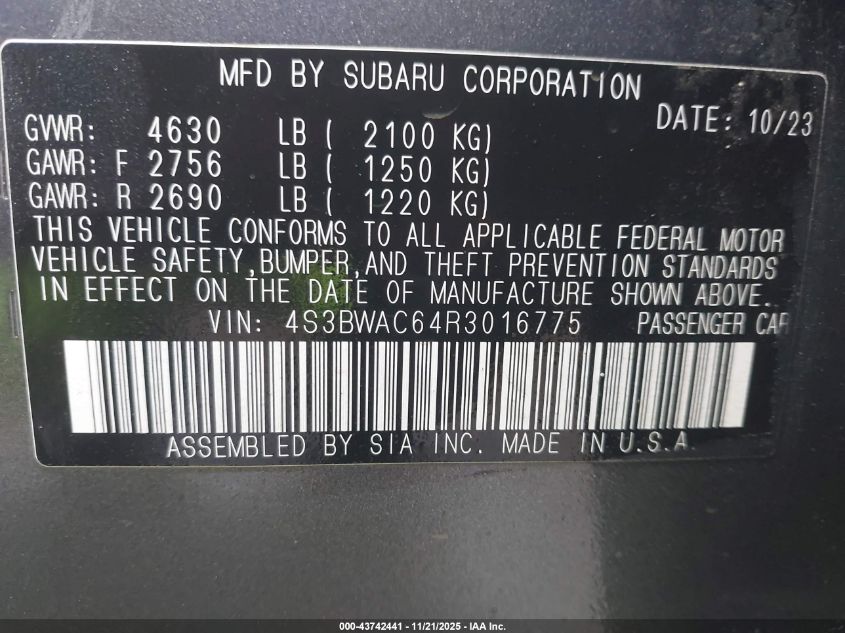 MFD BY SUBARU CORPORATION
DATE: 10/23
GVWR: 4630 LB ( 2100 KG)
GAWR: F 2756 LB ( 1250 KG)
GAWR: R 2690 LB ( 1220 KG)
THIS VEHICLE CONFORMS TO ALL APPLICABLE FEDERAL MOTOR
VEHICLE SAFETY,BUMPER,AND THEFT PREVENTION STANDARDS
IN EFFECT ON THE DATE OF MANUFACTURE SHOWN ABOVE.
VIN: 4S3BWAC64R3016775 PASSENGER CAR
ASSEMBLED BY SIA INC. MADE IN U.S.A.
000-43742441 - 11/21/2025 - IAA Inc.